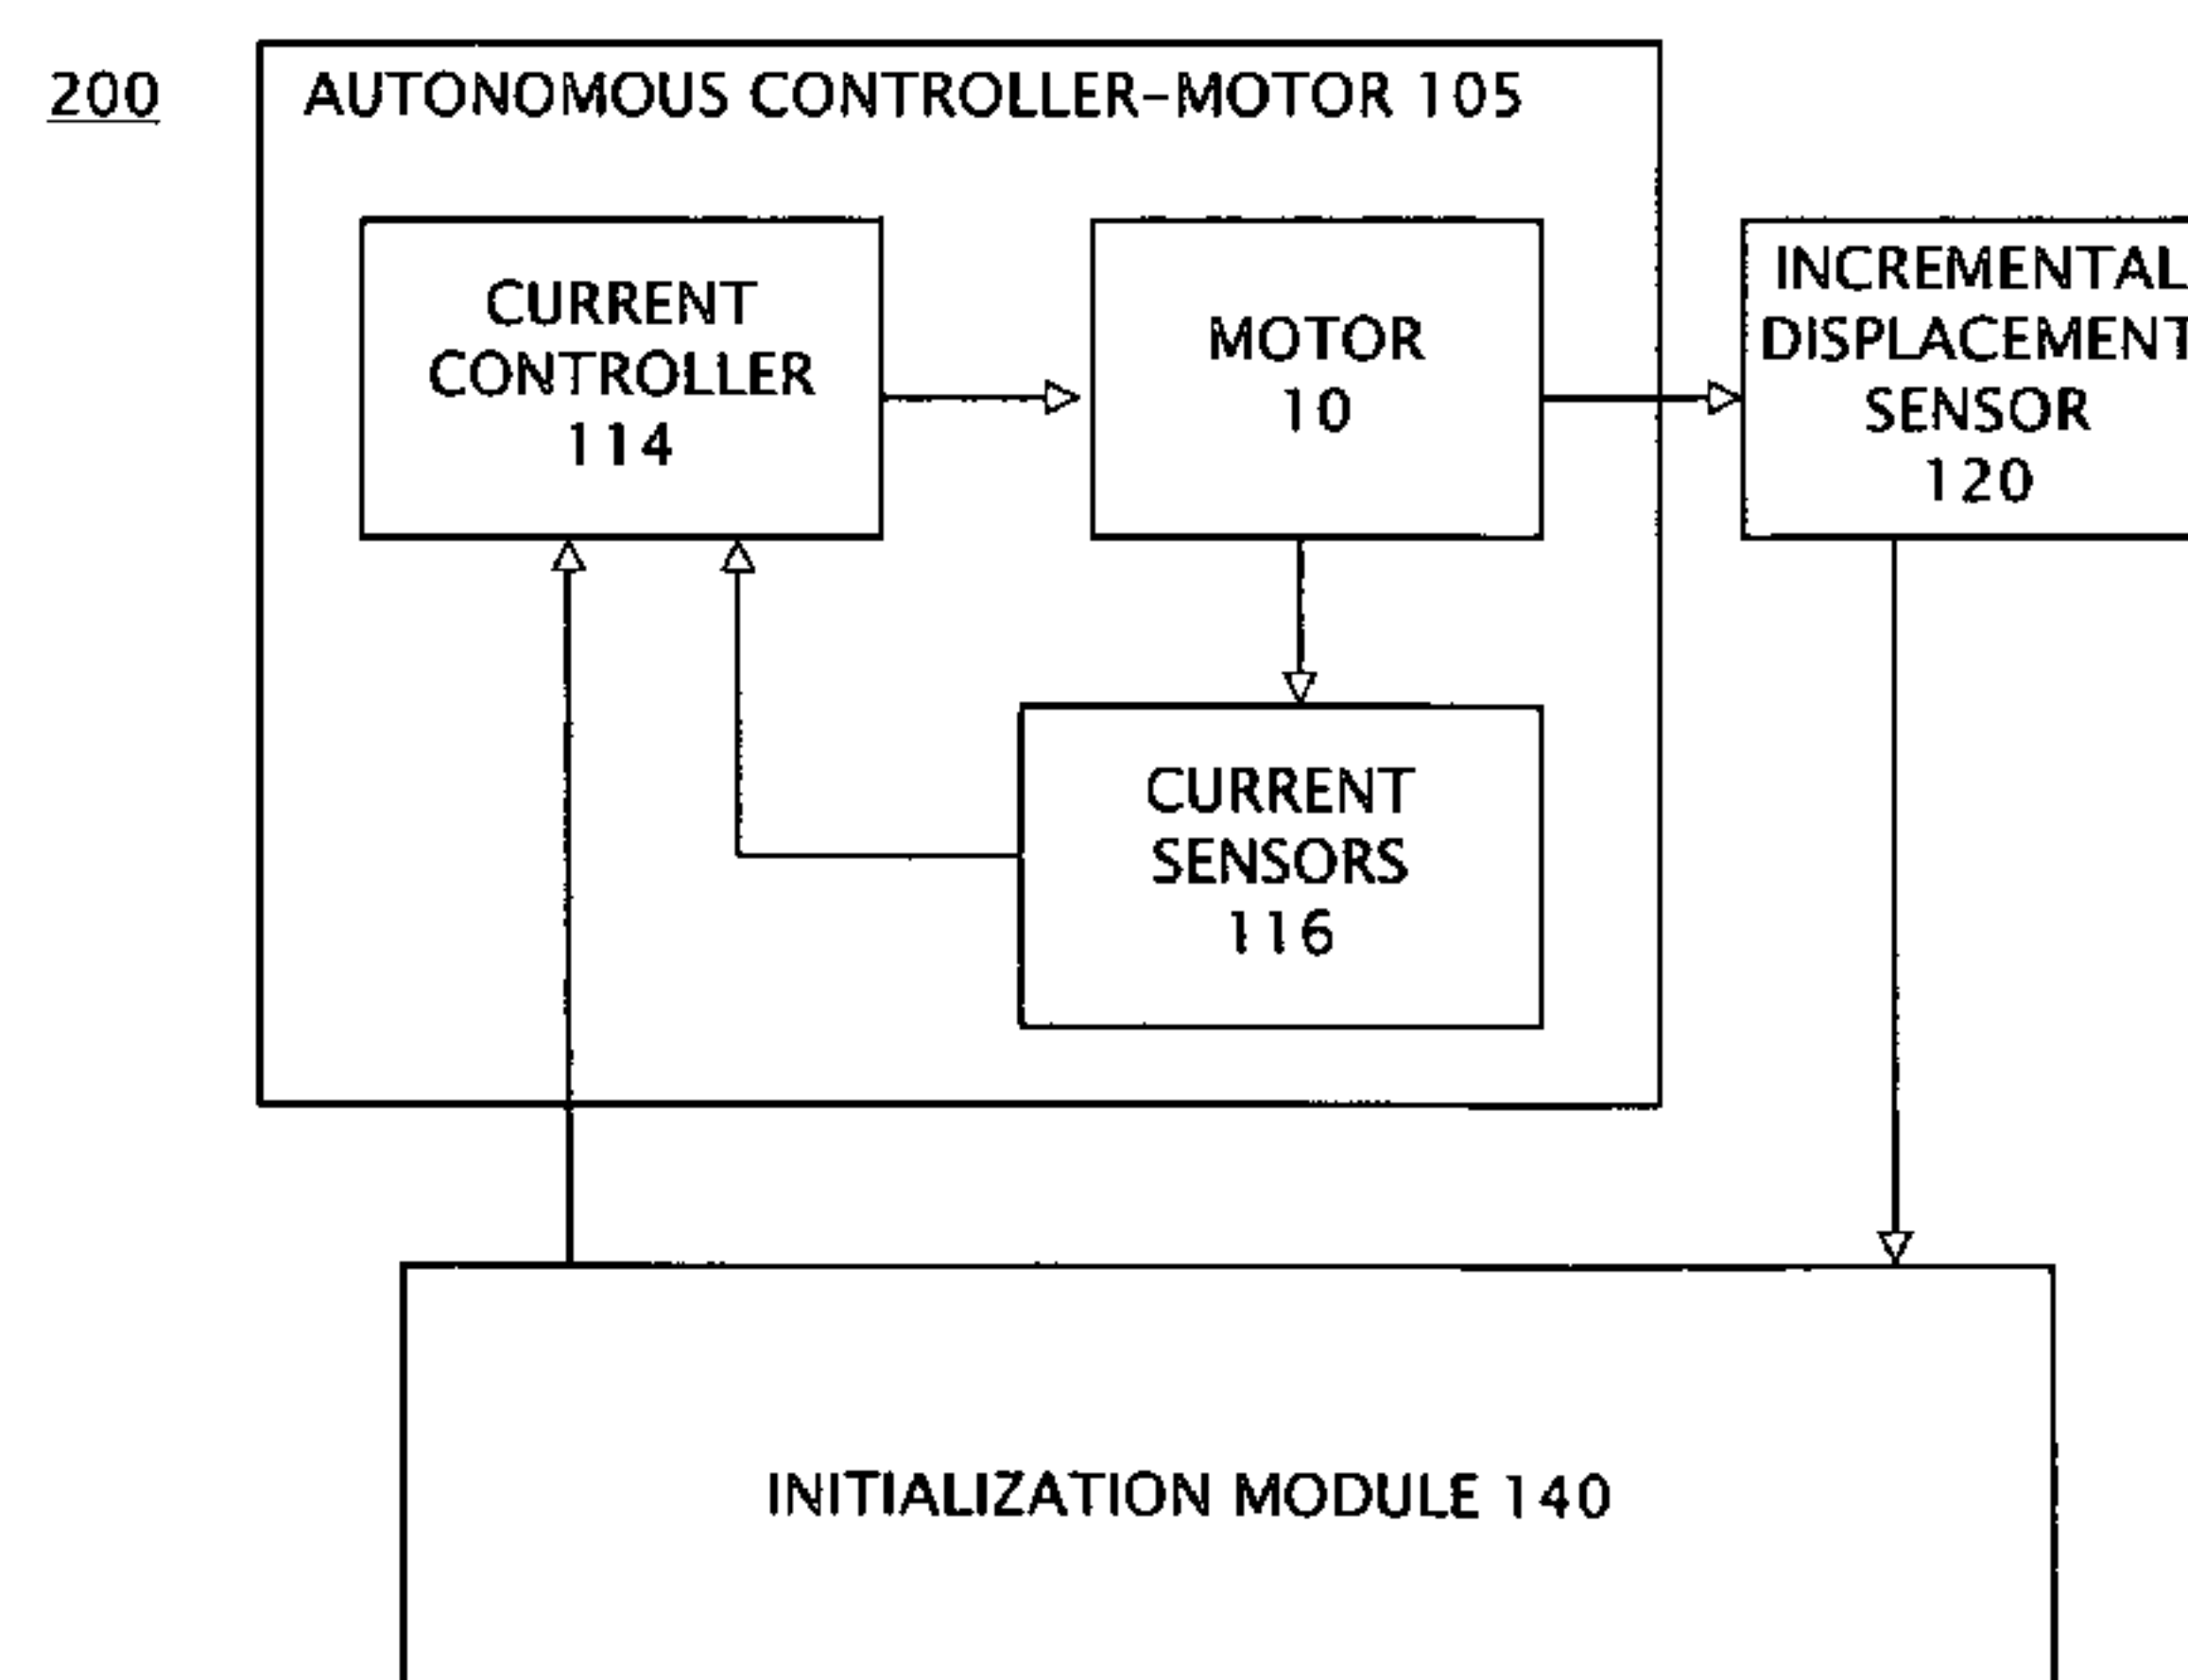 200
AUTONOMOUS CONTROLLER-MOTOR 105
CURRENT
CONTROLLER
114
MOTOR
10
INCREMENTAL
DISPLACEMENT
SENSOR
120
CURRENT
SENSORS
116
INITIALIZATION MODULE 140